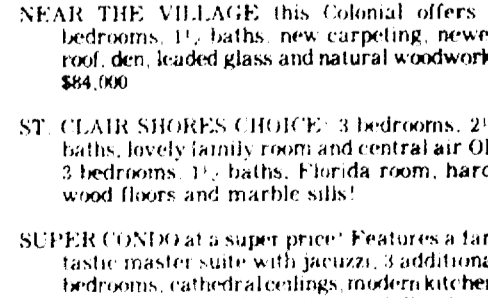 NEAR THE VILLAGE this Colonial offers
bedrooms, 1½ baths, new carpeting, newe
roof, den, leaded glass and natural woodwork
$84,000
ST. CLAIR SHORES CHOICE: 3 bedrooms, 2½
baths, lovely family room and central air OR
3 bedrooms, 1½ baths, Florida room, hard
wood floors and marble sills!
SUPER CONDO at a super price! Features a fan
tastic master suite with jacuzzi, 3 additiona
bedrooms, cathedral ceilings, modern kitchen